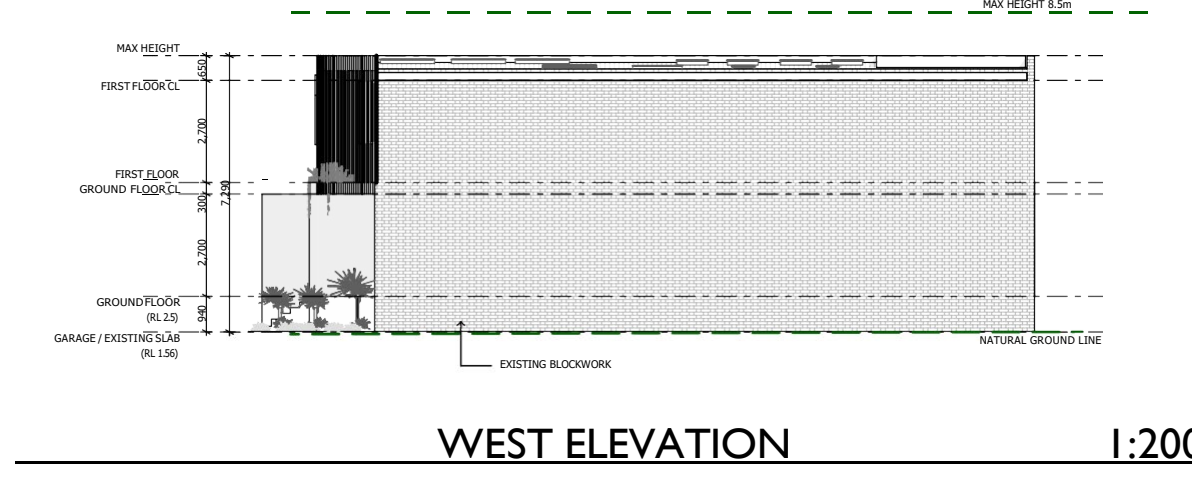 MAX HEIGHT 8.5m
MAX HEIGHT
650
FIRST FLOOR CL
2,700
FIRST FLOOR
GROUND FLOOR CL
300
7,290
2,700
GROUND FLOOR
(RL 2.5)
940
GARAGE / EXISTING SLAB
(RL 1.56)
NATURAL GROUND LINE
EXISTING BLOCKWORK
WEST ELEVATION 1:200